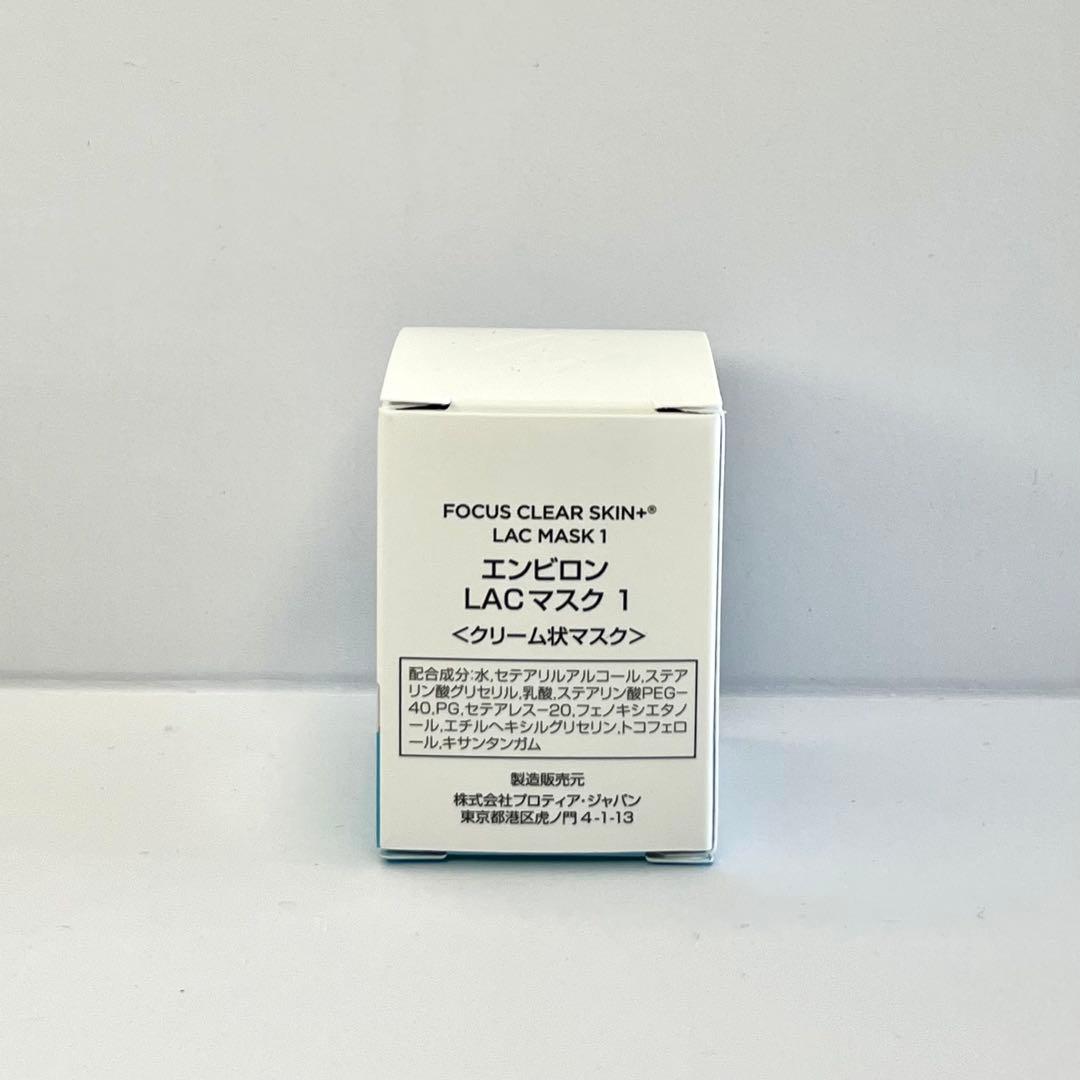 FOCUS CLEAR SKIN+®
LAC MASK 1
エンビロン
LACマスク 1
<クリーム状マスク>
配合成分:水,セテアリルアルコール,ステア
リン酸グリセリル,乳酸,ステアリン酸PEG-
40,PG,セテアレス-20,フェノキシエタノ
ール,エチルヘキシルグリセリン,トコフェロ
ール,キサンタンガム
製造販売元
株式会社プロティア・ジャパン
東京都港区虎ノ門4-1-13